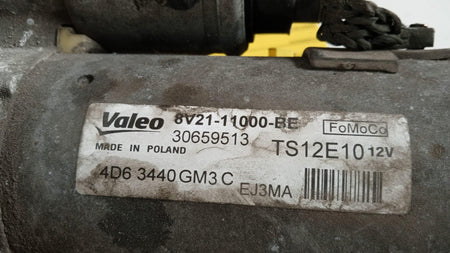 Valeo 8V21-11000-BE FoMoCo
30659513
MADE IN POLAND TS12E10 12V
4D6 3440 GM3 C EJ3MA